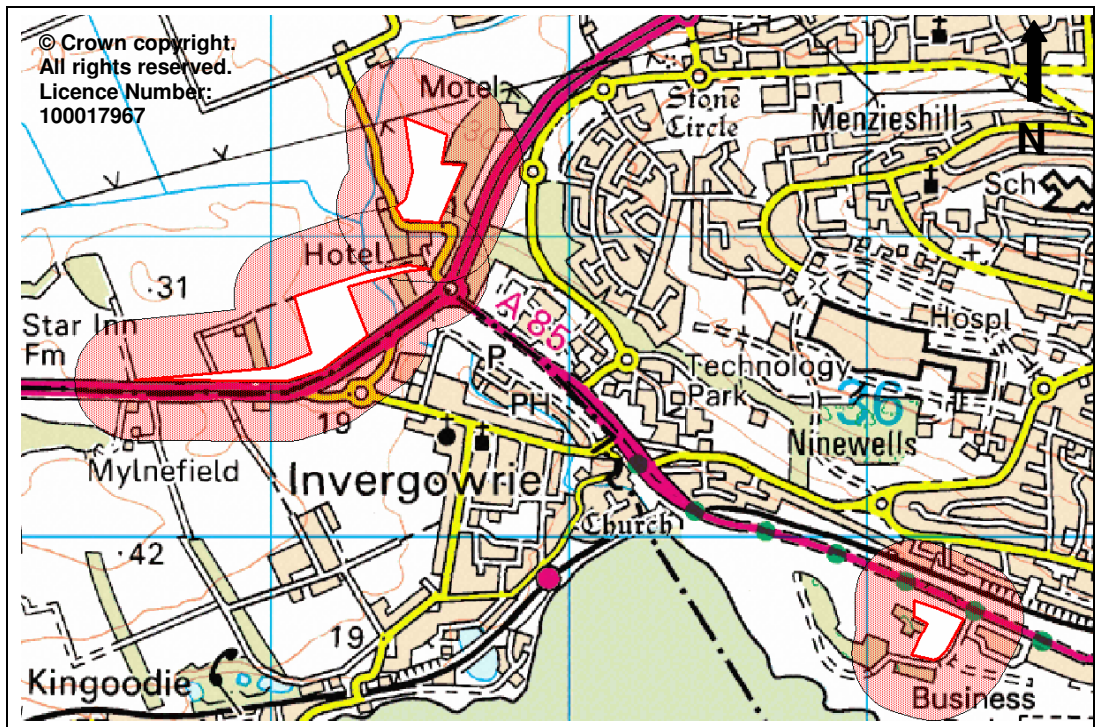 © Crown copyright.
All rights reserved.
Licence Number:
100017967
Motel
Stone
Circle
Menzieshill
N
Sch
Hotel
31
Star Inn
Fm
A 85
Hospl
P
Technology
Park
36
PH
19
Ninewells
Mylnefield
Invergowrie
Church
42
19
Kingoodie
Business